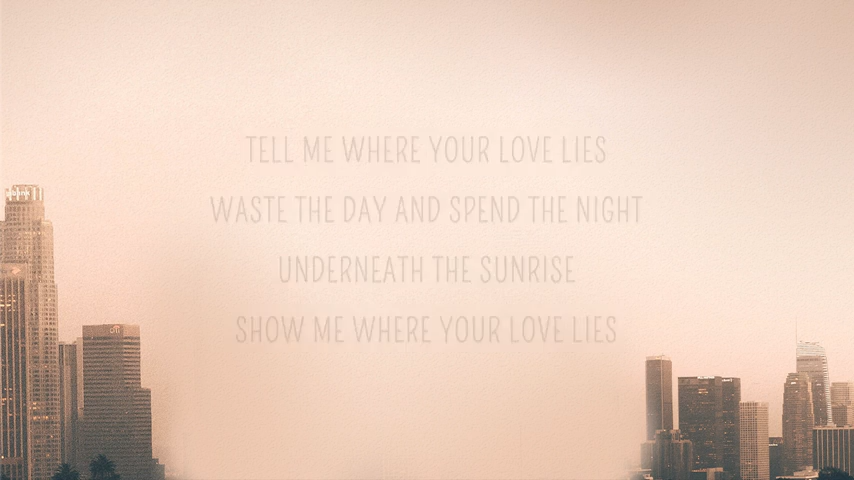 TELL ME WHERE YOUR LOVE LIES
WASTE THE DAY AND SPEND THE NIGHT
UNDERNEATH THE SUNRISE
SHOW ME WHERE YOUR LOVE LIES